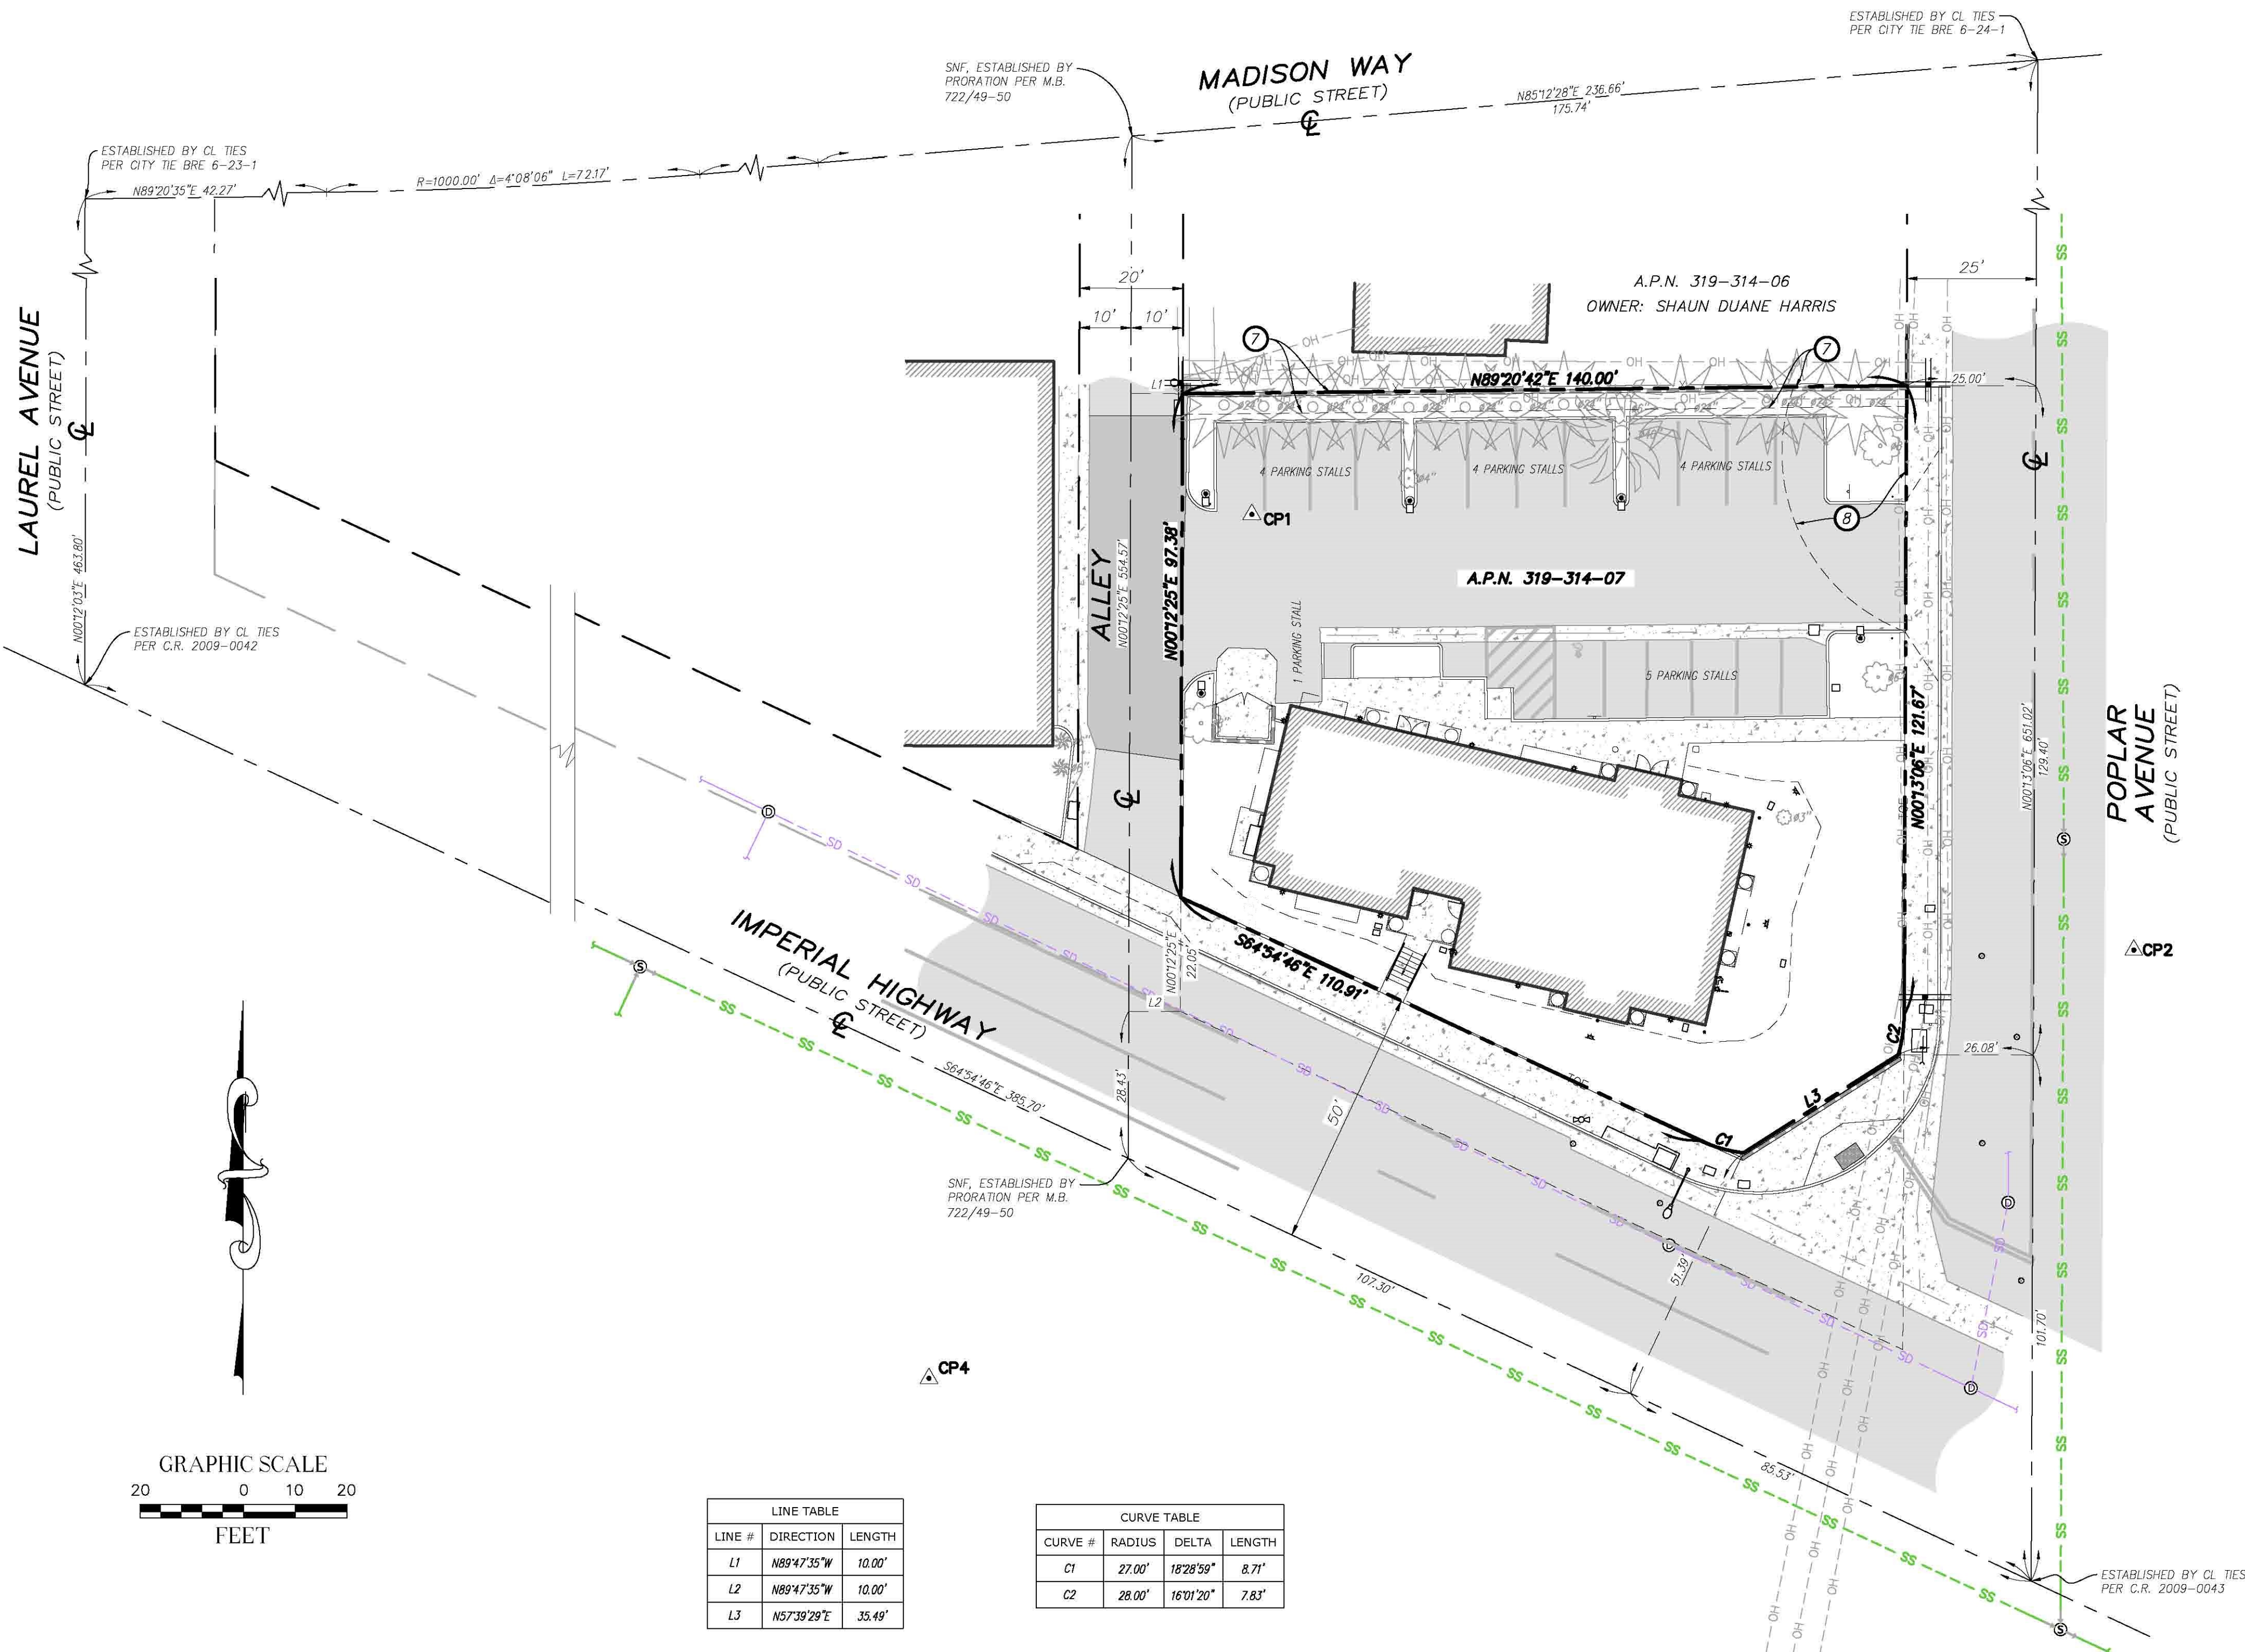 ESTABLISHED BY CL TIES
PER CITY TIE BRE 6-24-1
SNF, ESTABLISHED BY
PRORATION PER M.B.
722/49-50
MADISON WAY
(PUBLIC STREET)
N85°12'28"E 236.66'
175.74'
ESTABLISHED BY CL TIES
PER CITY TIE BRE 6-23-1
N89°20'35"E 42.27'
R=1000.00' Δ=4°08'06" L=72.17'
LAUREL AVENUE
(PUBLIC STREET)
N00°12'03"E 463.80'
ESTABLISHED BY CL TIES
PER C.R. 2009-0042
20'
10'
10'
25'
A.P.N. 319-314-06
OWNER: SHAUN DUANE HARRIS
7
7
L1
N89°20'42"E 140.00'
25.00'
4 PARKING STALLS
4 PARKING STALLS
4 PARKING STALLS
8
CP1
ALLEY
N00°12'25"E 554.57'
N00°12'25"E 97.38'
A.P.N. 319-314-07
1 PARKING STALL
5 PARKING STALLS
N00°13'06"E 121.67'
N00°13'06"E 651.02'
129.40'
POPLAR
AVENUE
(PUBLIC STREET)
CP2
IMPERIAL HIGHWAY
(PUBLIC STREET)
S64°54'46"E 385.70'
N00°12'25"E
22.05'
L2
28.43'
S64°54'46"E 110.91'
50'
TOE
C1
L3
C2
26.08'
SNF, ESTABLISHED BY
PRORATION PER M.B.
722/49-50
107.30'
51.39'
101.70'
85.53'
CP4
ESTABLISHED BY CL TIES
PER C.R. 2009-0043
GRAPHIC SCALE
20 0 10 20
FEET
LINE TABLE
LINE # DIRECTION LENGTH
L1 N89°47'35"W 10.00'
L2 N89°47'35"W 10.00'
L3 N57°39'29"E 35.49'
CURVE TABLE
CURVE # RADIUS DELTA LENGTH
C1 27.00' 18°28'59" 8.71'
C2 28.00' 16°01'20" 7.83'